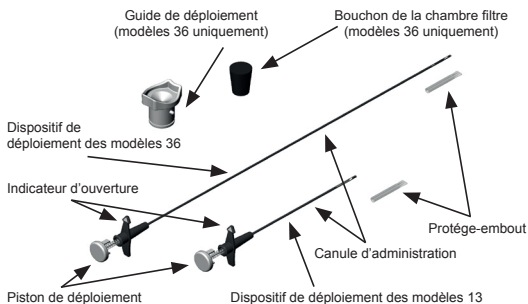 Guide de déploiement
(modèles 36 uniquement)
Bouchon de la chambre filtre
(modèles 36 uniquement)
Dispositif de
déploiement des modèles 36
Indicateur d'ouverture
Protége-embout
Canule d'administration
Piston de déploiement
Dispositif de déploiement des modèles 13